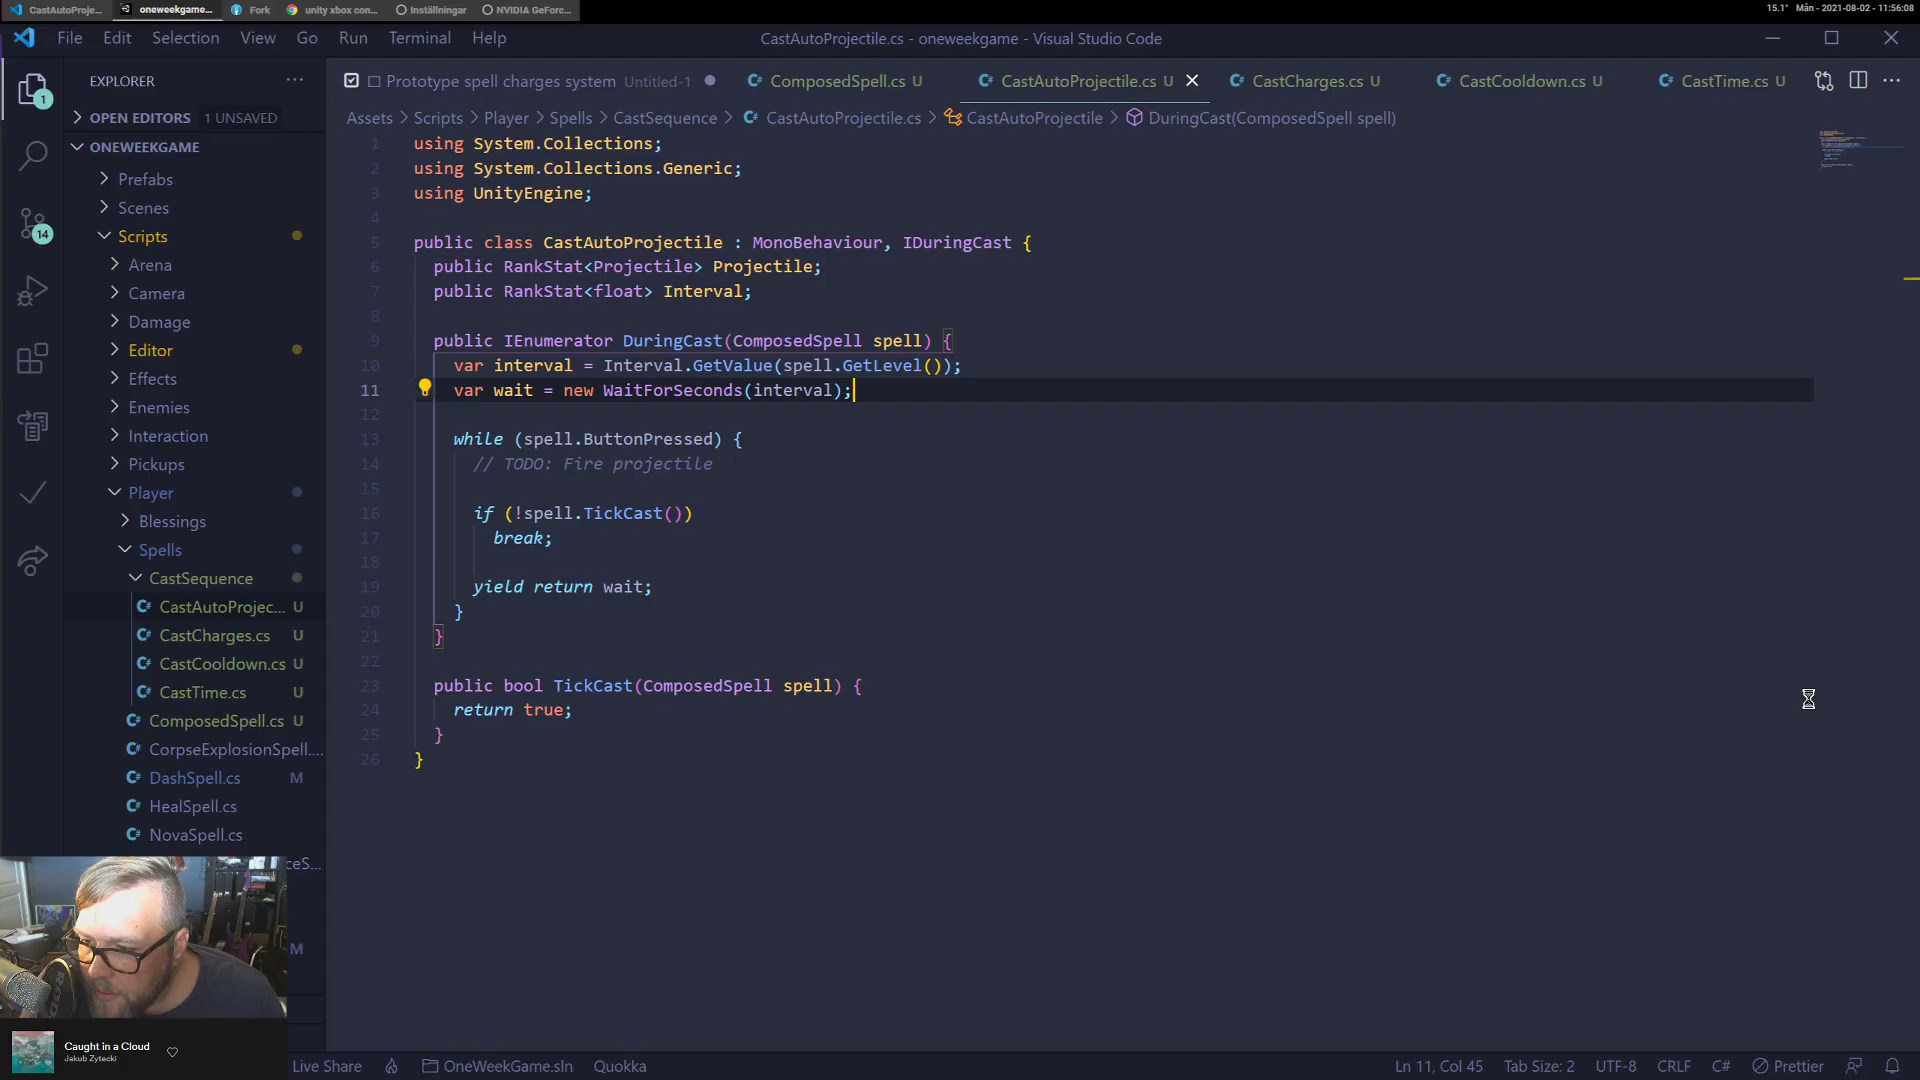 CastAutoProje...
oneweekgame...
Fork
unity xbox con...
Inställningar
NVIDIA GeForc...
15.1° Mån - 2021-08-02 - 11:56:08
File Edit Selection View Go Run Terminal Help
CastAutoProjectile.cs - oneweekgame - Visual Studio Code
EXPLORER
Prototype spell charges system Untitled-1
ComposedSpell.cs U
CastAutoProjectile.cs U
CastCharges.cs U
CastCooldown.cs U
CastTime.cs U
OPEN EDITORS 1 UNSAVED
Assets > Scripts > Player > Spells > CastSequence > CastAutoProjectile.cs > CastAutoProjectile > DuringCast(ComposedSpell spell)
ONEWEEKGAME
Prefabs
Scenes
Scripts
Arena
Camera
Damage
Editor
Effects
Enemies
Interaction
Pickups
Player
Blessings
Spells
CastSequence
CastAutoProjec... U
CastCharges.cs U
CastCooldown.cs U
CastTime.cs U
ComposedSpell.cs U
CorpseExplosionSpell....
DashSpell.cs M
HealSpell.cs
NovaSpell.cs
ceS...
M
1
14
1 using System.Collections;
2 using System.Collections.Generic;
3 using UnityEngine;
4
5 public class CastAutoProjectile : MonoBehaviour, IDuringCast {
6 public RankStat<Projectile> Projectile;
7 public RankStat<float> Interval;
8
9 public IEnumerator DuringCast(ComposedSpell spell) {
10 var interval = Interval.GetValue(spell.GetLevel());
11 var wait = new WaitForSeconds(interval);
12
13 while (spell.ButtonPressed) {
14 // TODO: Fire projectile
15
16 if (!spell.TickCast())
17 break;
18
19 yield return wait;
20 }
21 }
22
23 public bool TickCast(ComposedSpell spell) {
24 return true;
25 }
26 }
Caught in a Cloud
Jakub Zytecki
Live Share
OneWeekGame.sln
Quokka
Ln 11, Col 45
Tab Size: 2
UTF-8
CRLF
C#
Prettier